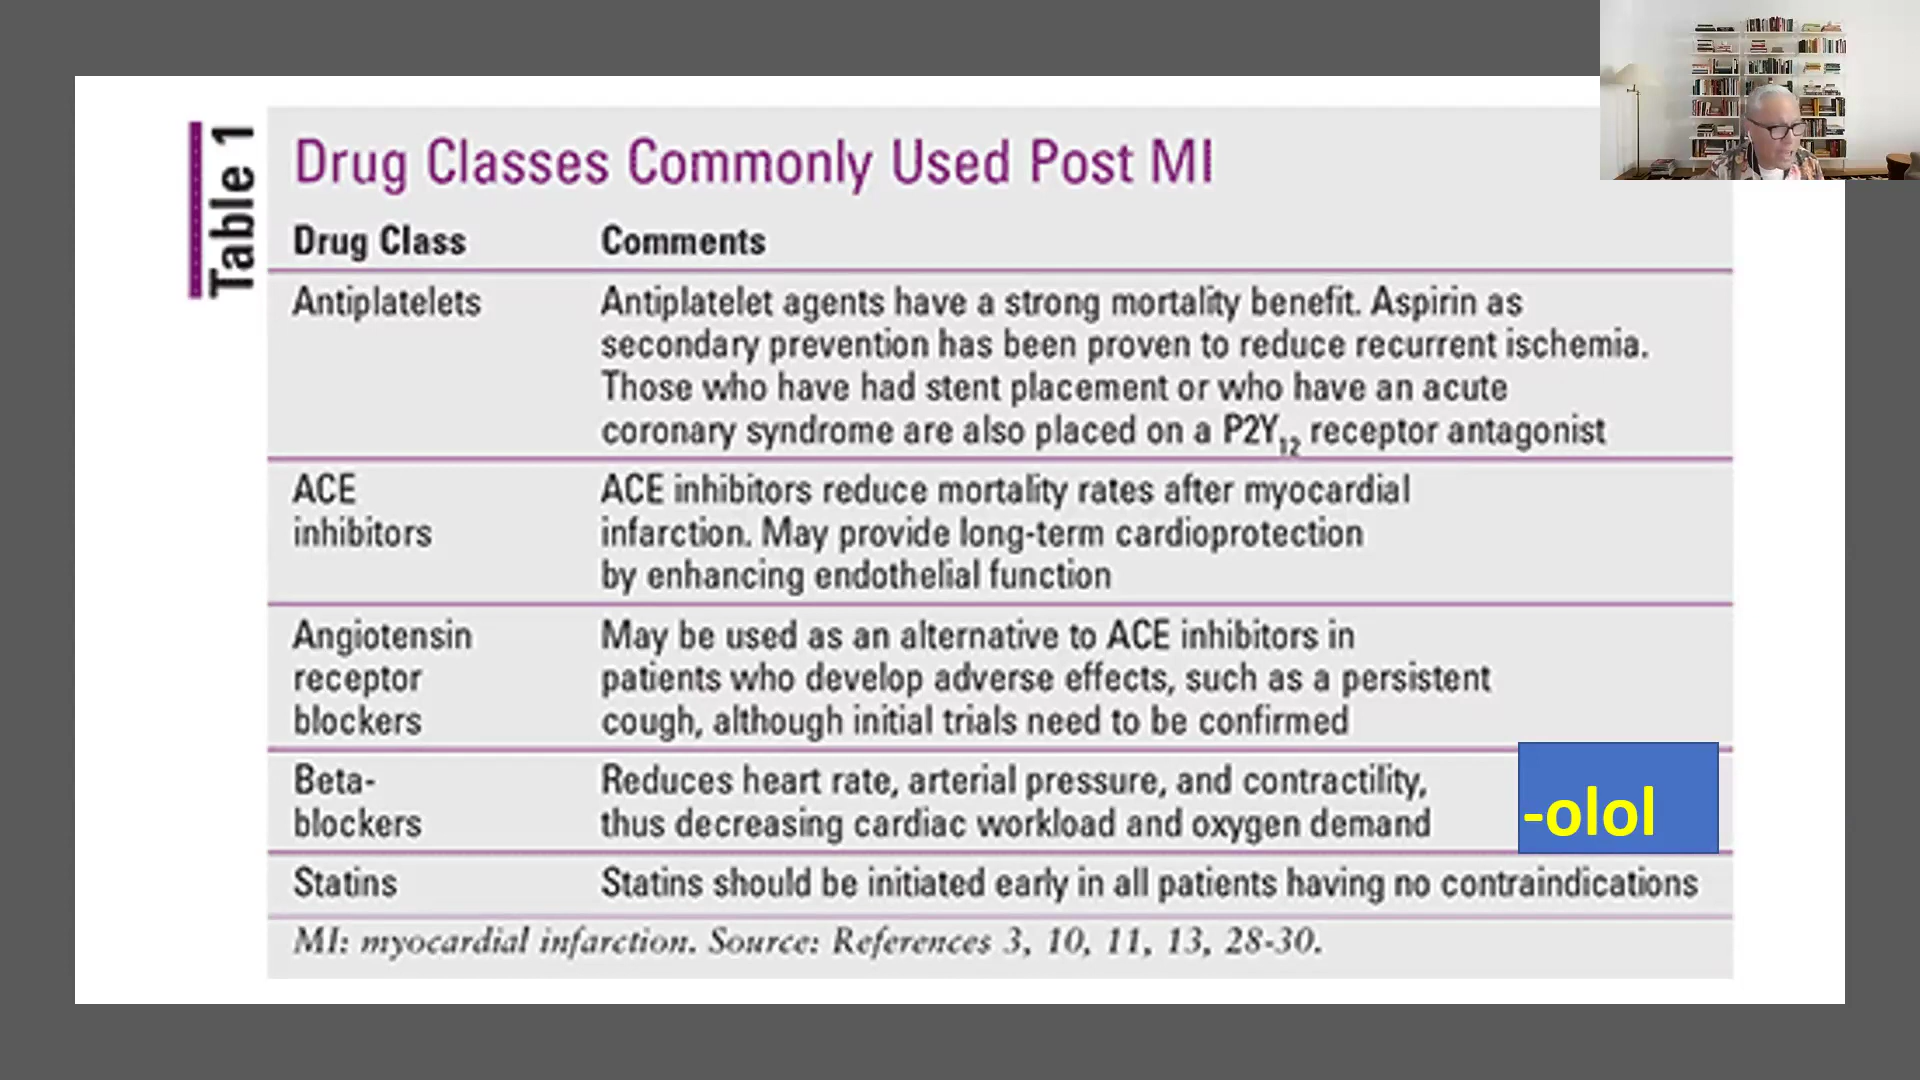 Table 1
Drug Classes Commonly Used Post MI
Drug Class Comments
Antiplatelets Antiplatelet agents have a strong mortality benefit. Aspirin as
secondary prevention has been proven to reduce recurrent ischemia.
Those who have had stent placement or who have an acute
coronary syndrome are also placed on a P2Y₁₂ receptor antagonist
ACE ACE inhibitors reduce mortality rates after myocardial
inhibitors infarction. May provide long-term cardioprotection
by enhancing endothelial function
Angiotensin May be used as an alternative to ACE inhibitors in
receptor patients who develop adverse effects, such as a persistent
blockers cough, although initial trials need to be confirmed
Beta- Reduces heart rate, arterial pressure, and contractility,
blockers thus decreasing cardiac workload and oxygen demand
-olol
Statins Statins should be initiated early in all patients having no contraindications
MI: myocardial infarction. Source: References 3, 10, 11, 13, 28-30.